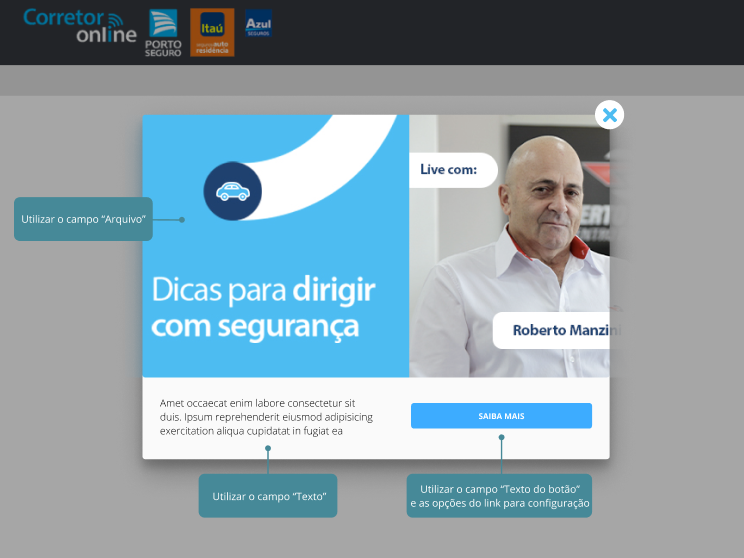 Corretor
online
PORTO
SEGURO
Itaú
seguro auto
residência
Azul
SEGUROS
Live com:
Utilizar o campo “Arquivo”
Dicas para dirigir
com segurança
Roberto Manzini
Amet occaecat enim labore consectetur sit
duis. Ipsum reprehenderit eiusmod adipisicing
exercitation aliqua cupidatat in fugiat ea
SAIBA MAIS
Utilizar o campo “Texto”
Utilizar o campo “Texto do botão”
e as opções do link para configuração